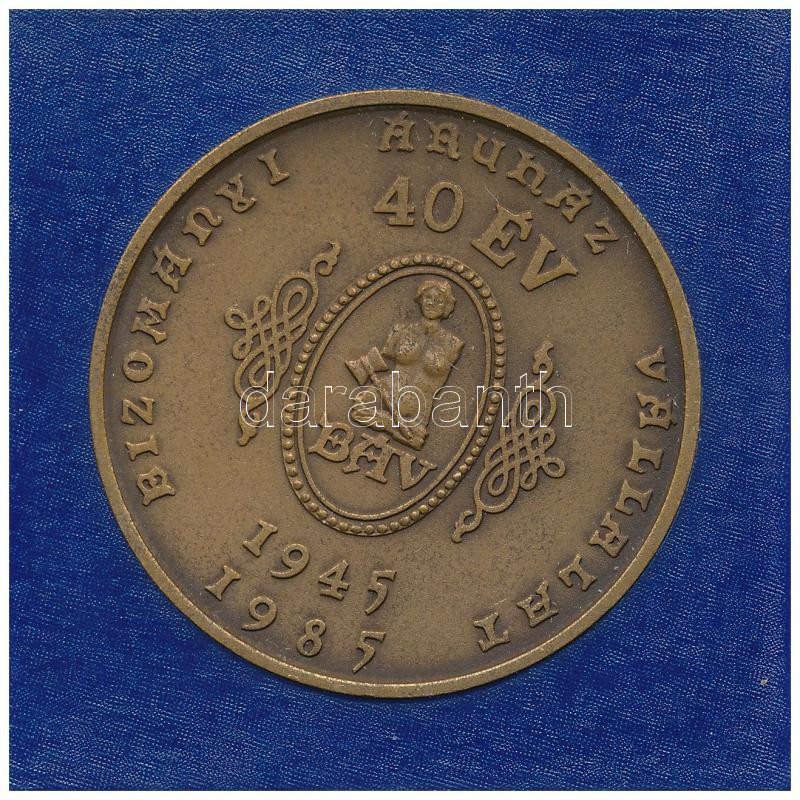 BIZOMÁNYI ÁRUHÁZ VÁLLALAT
40 ÉV
BÁV
1945
1985
darabanth